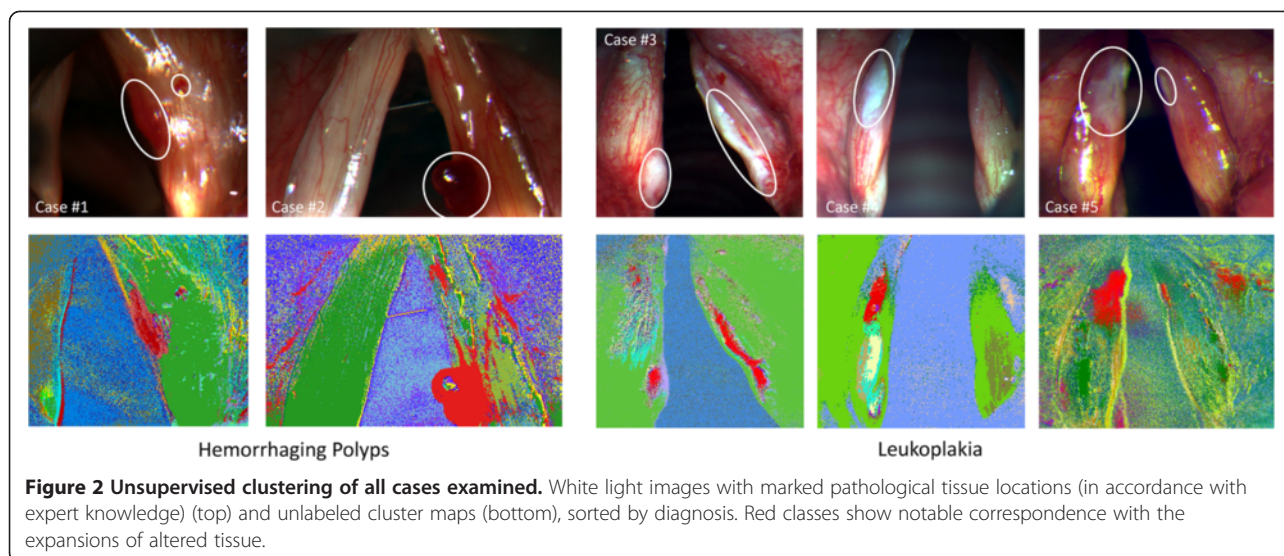 Case #1
Case #2
Case #3
Case #4
Case #5
Hemorrhaging Polyps
Leukoplakia
Figure 2 Unsupervised clustering of all cases examined. White light images with marked pathological tissue locations (in accordance with
expert knowledge) (top) and unlabeled cluster maps (bottom), sorted by diagnosis. Red classes show notable correspondence with the
expansions of altered tissue.